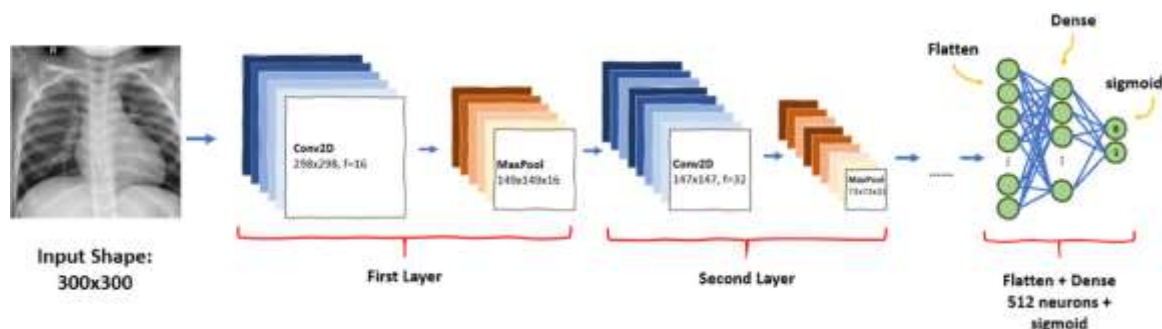 Input Shape:
300x300
Conv2D
298x298, f=16
MaxPool
149x149x16
First Layer
Conv2D
147x147, f=32
MaxPool
Second Layer
......
Flatten
Dense
sigmoid
Flatten + Dense
512 neurons +
sigmoid